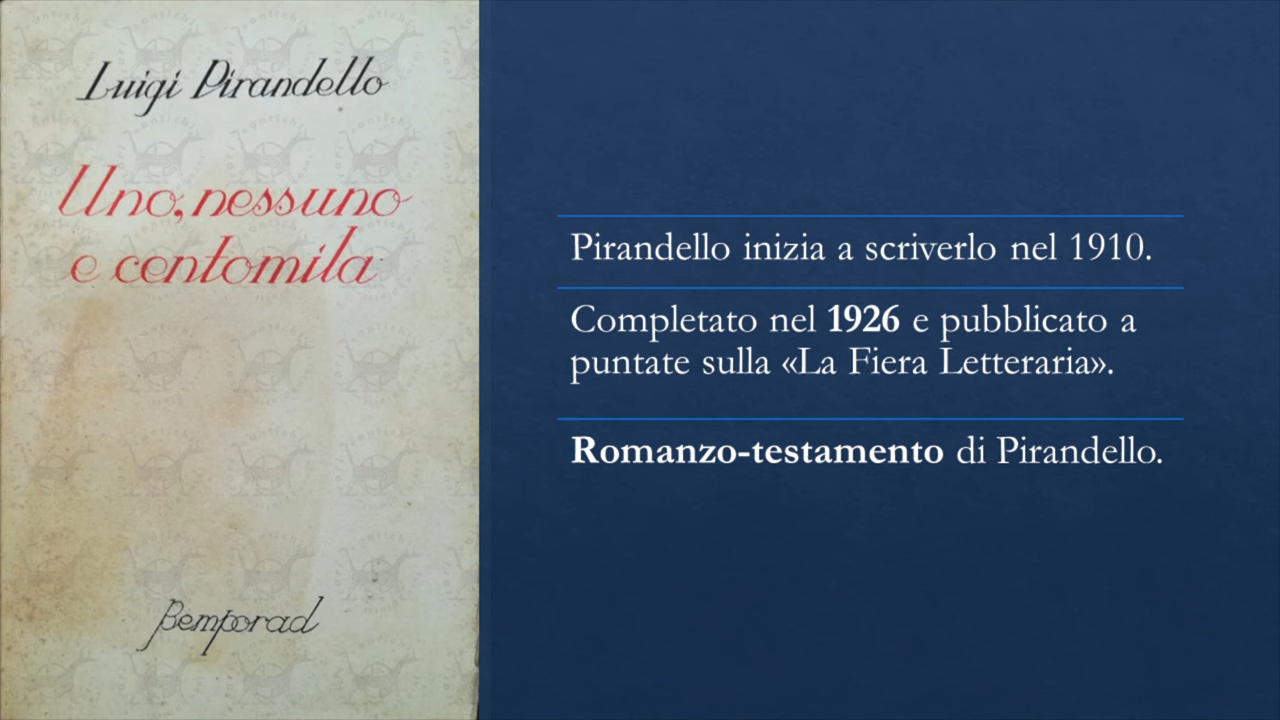 Luigi Pirandello
Uno, nessuno
e centomila
Bemporad
Pirandello inizia a scriverlo nel 1910.
Completato nel 1926 e pubblicato a
puntate sulla «La Fiera Letteraria».
Romanzo-testamento di Pirandello.